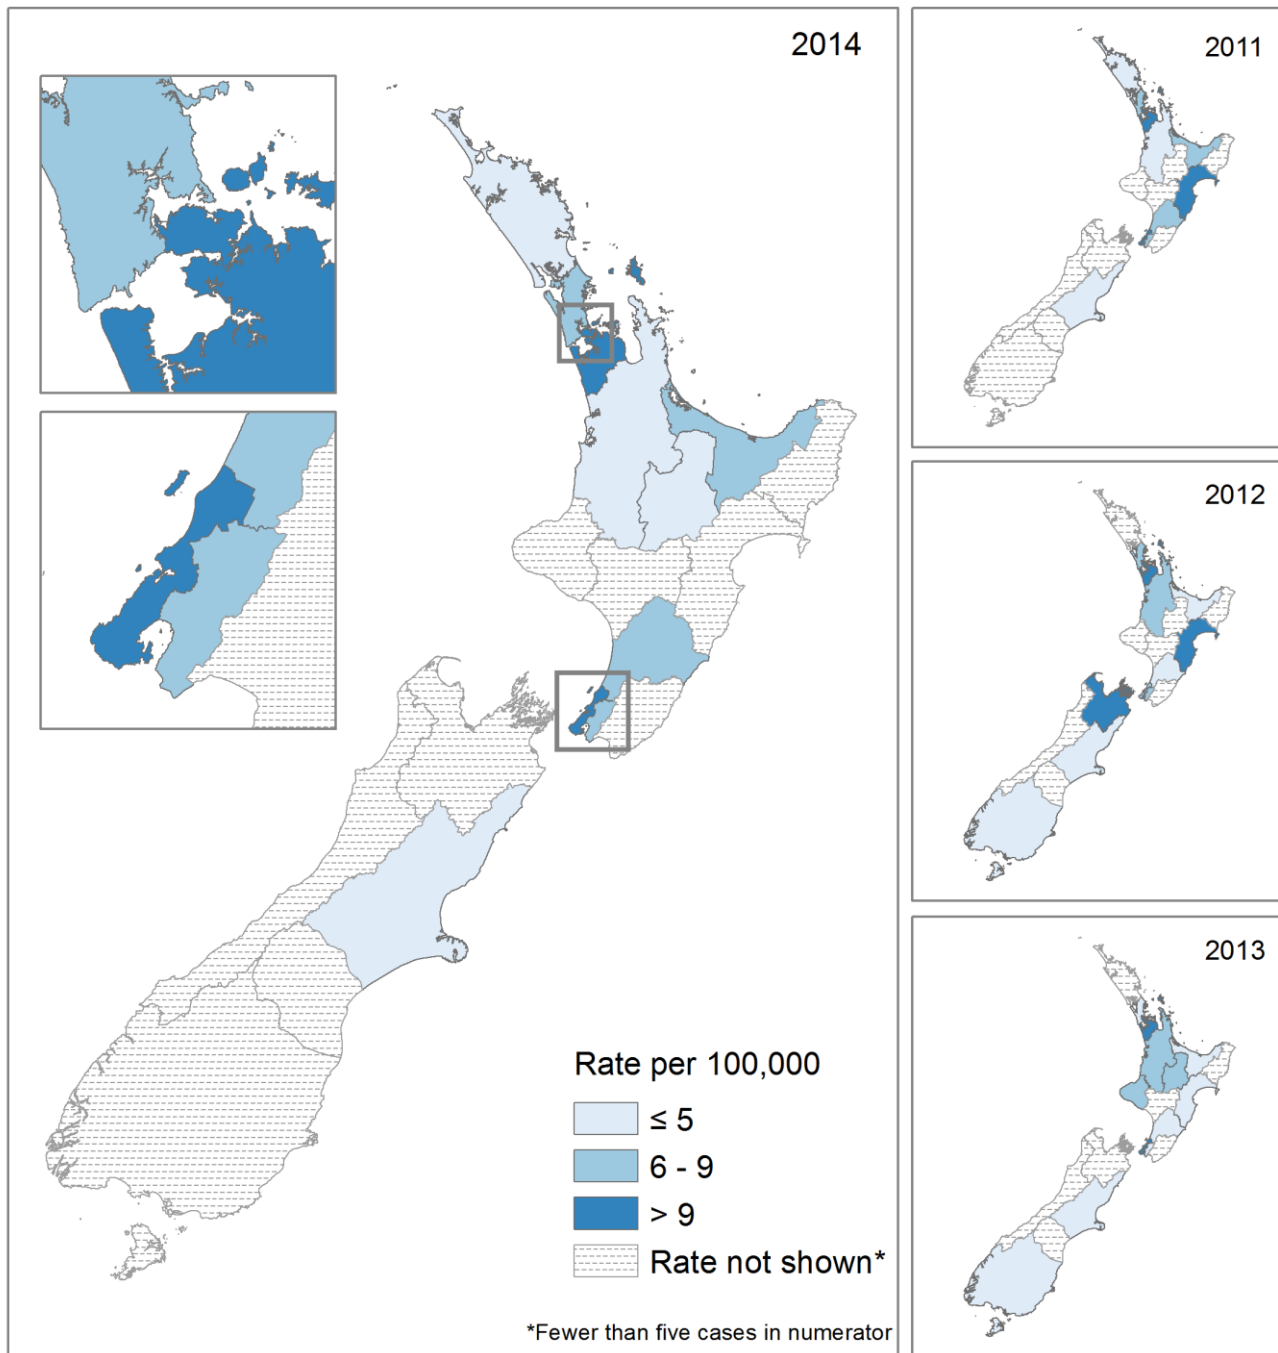 2014
2011
2012
2013
Rate per 100,000
≤ 5
6 - 9
> 9
Rate not shown*
*Fewer than five cases in numerator